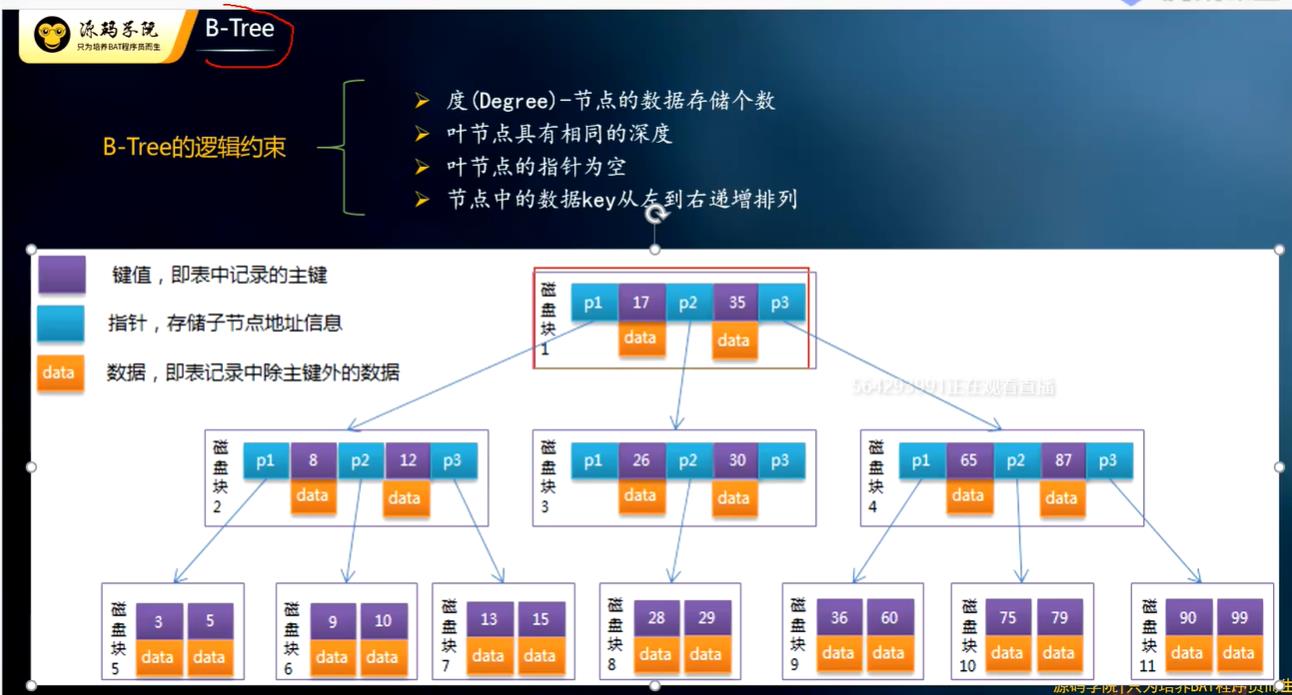 源码学院
只为培养BAT程序员而生
B-Tree
B-Tree的逻辑约束
度(Degree)-节点的数据存储个数
叶节点具有相同的深度
叶节点的指针为空
节点中的数据key从左到右递增排列
键值，即表中记录的主键
指针，存储子节点地址信息
data
数据，即表记录中除主键外的数据
磁盘块1
p1 17 p2 35 p3
data data
564293991正在观看直播
磁盘块2
p1 8 p2 12 p3
data data
磁盘块3
p1 26 p2 30 p3
data data
磁盘块4
p1 65 p2 87 p3
data data
磁盘块5
3 5
data data
磁盘块6
9 10
data data
磁盘块7
13 15
data data
磁盘块8
28 29
data data
磁盘块9
36 60
data data
磁盘块10
75 79
data data
磁盘块11
90 99
data data
源码学院|只为培养BAT程序员而生